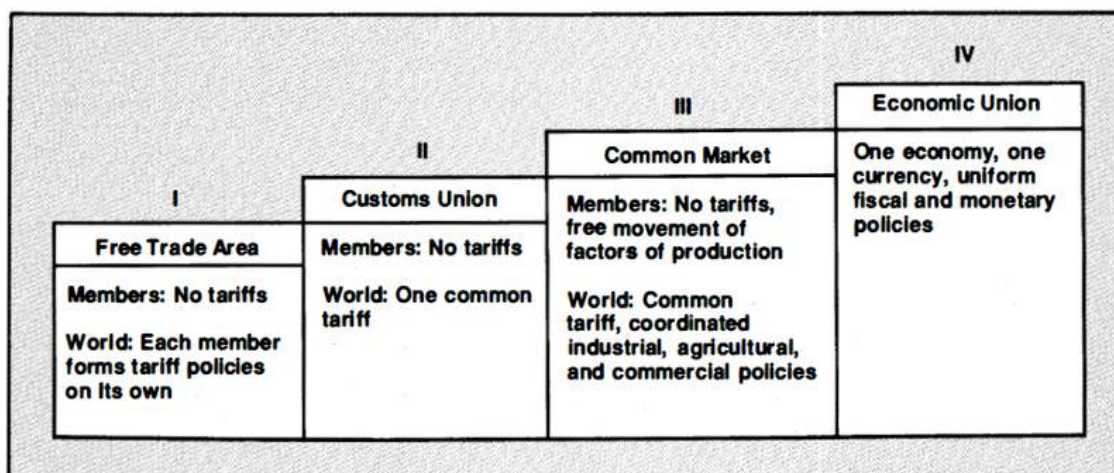 I
Free Trade Area
Members: No tariffs
World: Each member
forms tariff policies
on Its own
II
Customs Union
Members: No tariffs
World: One common
tariff
III
Common Market
Members: No tariffs,
free movement of
factors of production
World: Common
tariff, coordinated
industrial, agricultural,
and commercial policies
IV
Economic Union
One economy, one
currency, uniform
fiscal and monetary
policies